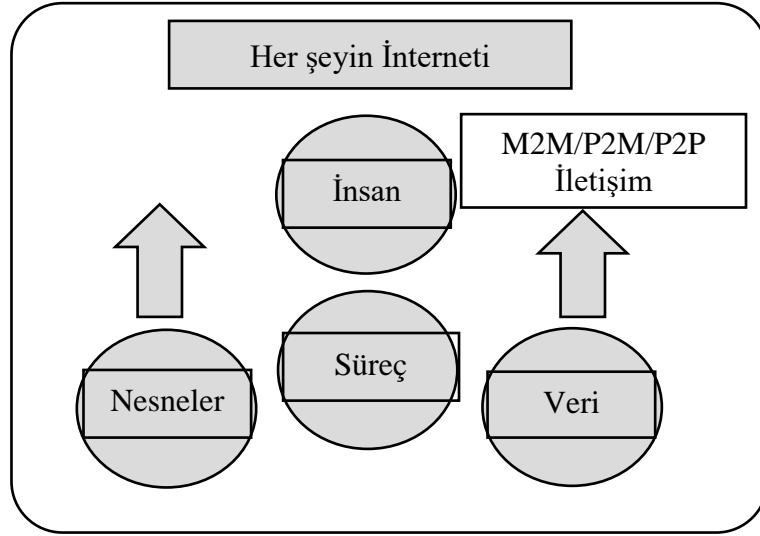 Her şeyin İnterneti
M2M/P2M/P2P
İletişim
İnsan
Süreç
Nesneler
Veri